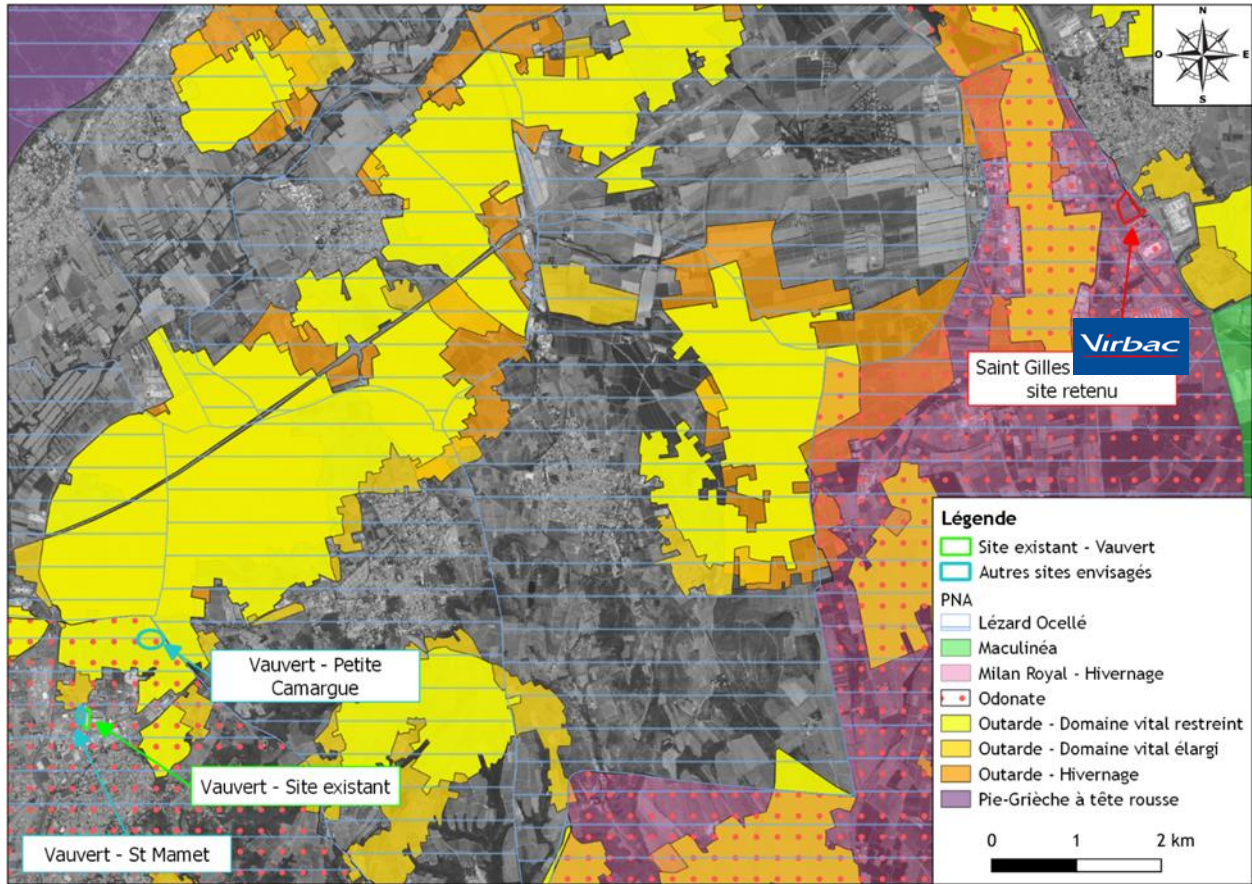 N
O
E
S
Virbac
Saint Gilles
site retenu
Légende
Site existant - Vauvert
Autres sites envisagés
PNA
Lézard Ocellé
Maculinéa
Milan Royal - Hivernage
Odonate
Outarde - Domaine vital restreint
Outarde - Domaine vital élargi
Outarde - Hivernage
Pie-Grièche à tête rousse
0 1 2 km
Vauvert - Petite
Camargue
Vauvert - Site existant
Vauvert - St Mamet